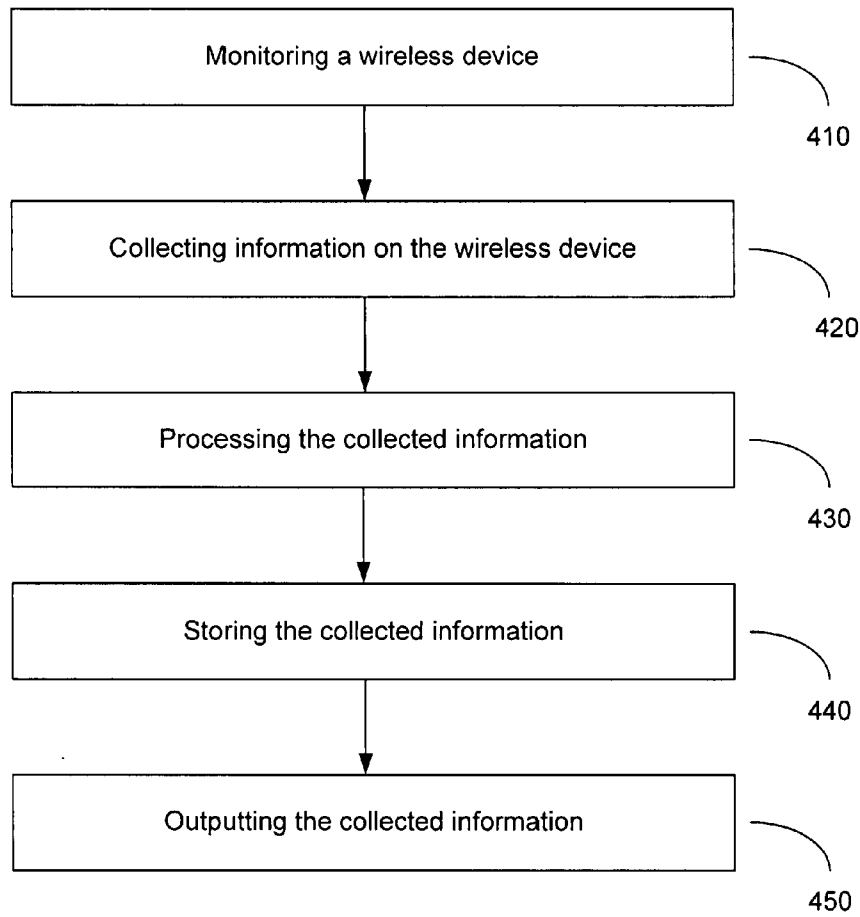 Monitoring a wireless device
410
Collecting information on the wireless device
420
Processing the collected information
430
Storing the collected information
440
Outputting the collected information
450